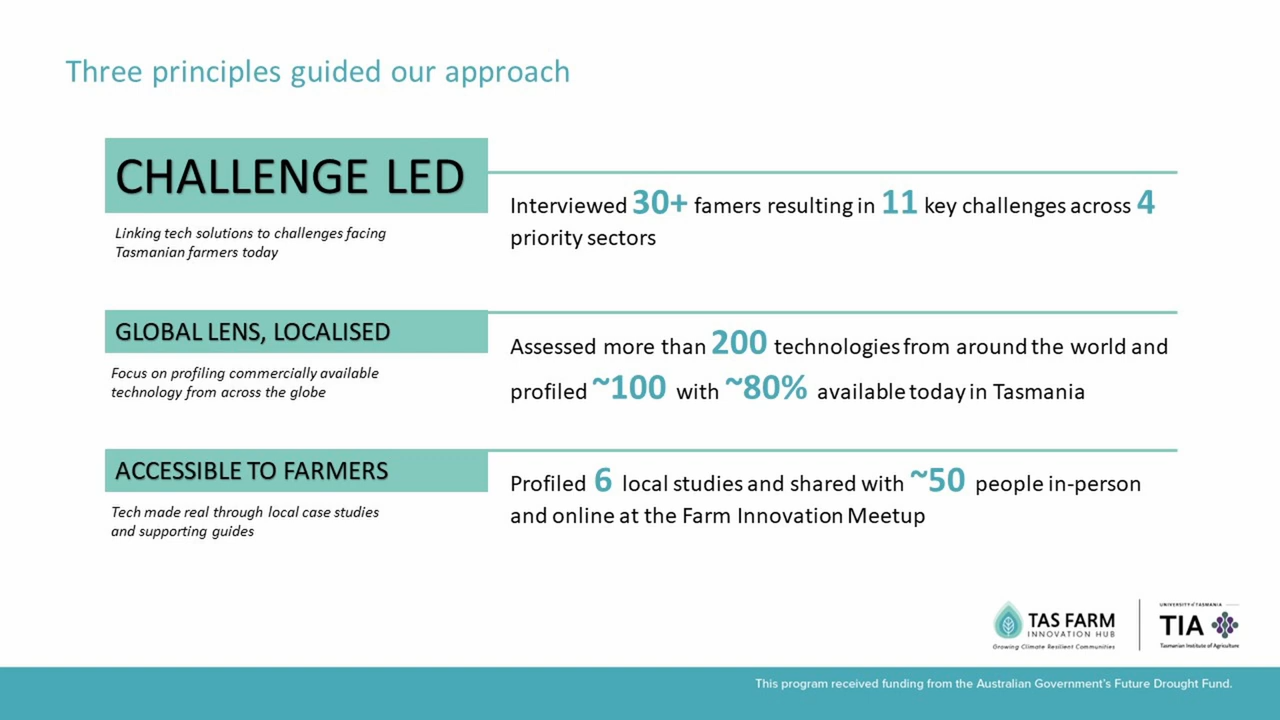 Three principles guided our approach
CHALLENGE LED
Linking tech solutions to challenges facing
Tasmanian farmers today
Interviewed 30+ famers resulting in 11 key challenges across 4
priority sectors
GLOBAL LENS, LOCALISED
Focus on profiling commercially available
technology from across the globe
Assessed more than 200 technologies from around the world and
profiled ~100 with ~80% available today in Tasmania
ACCESSIBLE TO FARMERS
Tech made real through local case studies
and supporting guides
Profiled 6 local studies and shared with ~50 people in-person
and online at the Farm Innovation Meetup
TAS FARM
INNOVATION HUB
Growing Climate Resilient Communities
UNIVERSITY of TASMANIA
TIA
Tasmanian Institute of Agriculture
This program received funding from the Australian Government's Future Drought Fund.